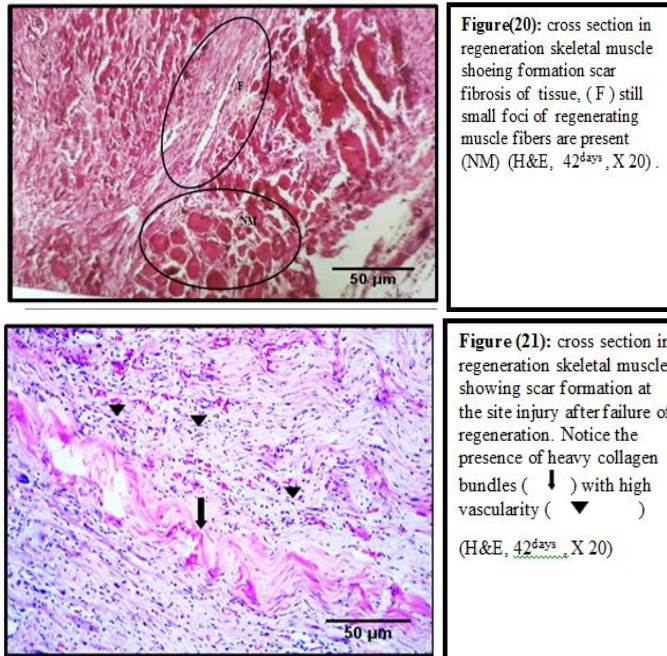 F
NM
50 µm
Figure(20): cross section in
regeneration skeletal muscle
shoeing formation scar
fibrosis of tissue, ( F ) still
small foci of regenerating
muscle fibers are present
(NM) (H&E, 42days , X 20) .
50 µm
Figure (21): cross section in
regeneration skeletal muscle
showing scar formation at
the site injury after failure of
regeneration. Notice the
presence of heavy collagen
bundles ( ) with high
vascularity ( )
(H&E, 42days , X 20)